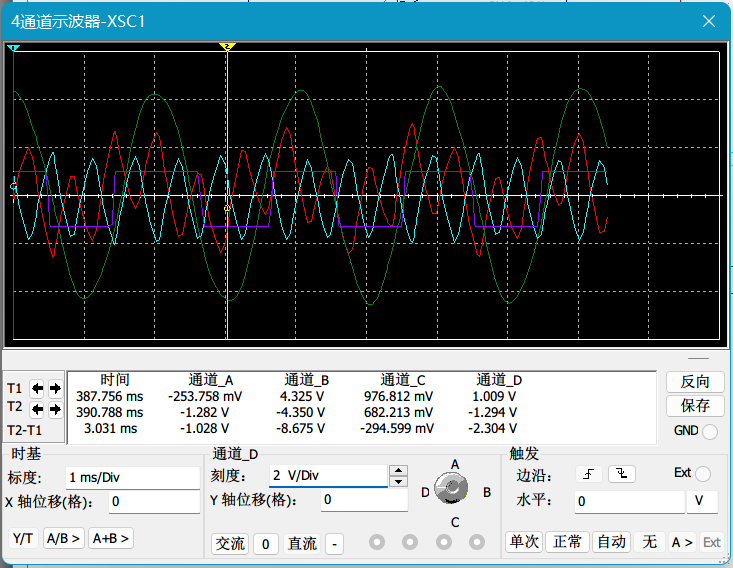 4通道示波器-XSC1
1
2
1
时间 通道_A 通道_B 通道_C 通道_D
T1 387.756 ms -253.758 mV 4.325 V 976.812 mV 1.009 V
T2 390.788 ms -1.282 V -4.350 V 682.213 mV -1.294 V
T2-T1 3.031 ms -1.028 V -8.675 V -294.599 mV -2.304 V
反向
保存
GND
时基
标度: 1 ms/Div
X 轴位移(格): 0
Y/T A/B > A+B >
通道_D
刻度: 2 V/Div
Y 轴位移(格): 0
交流 0 直流 -
A
D B
C
触发
边沿: Ext
水平: 0 V
单次 正常 自动 无 A > Ext